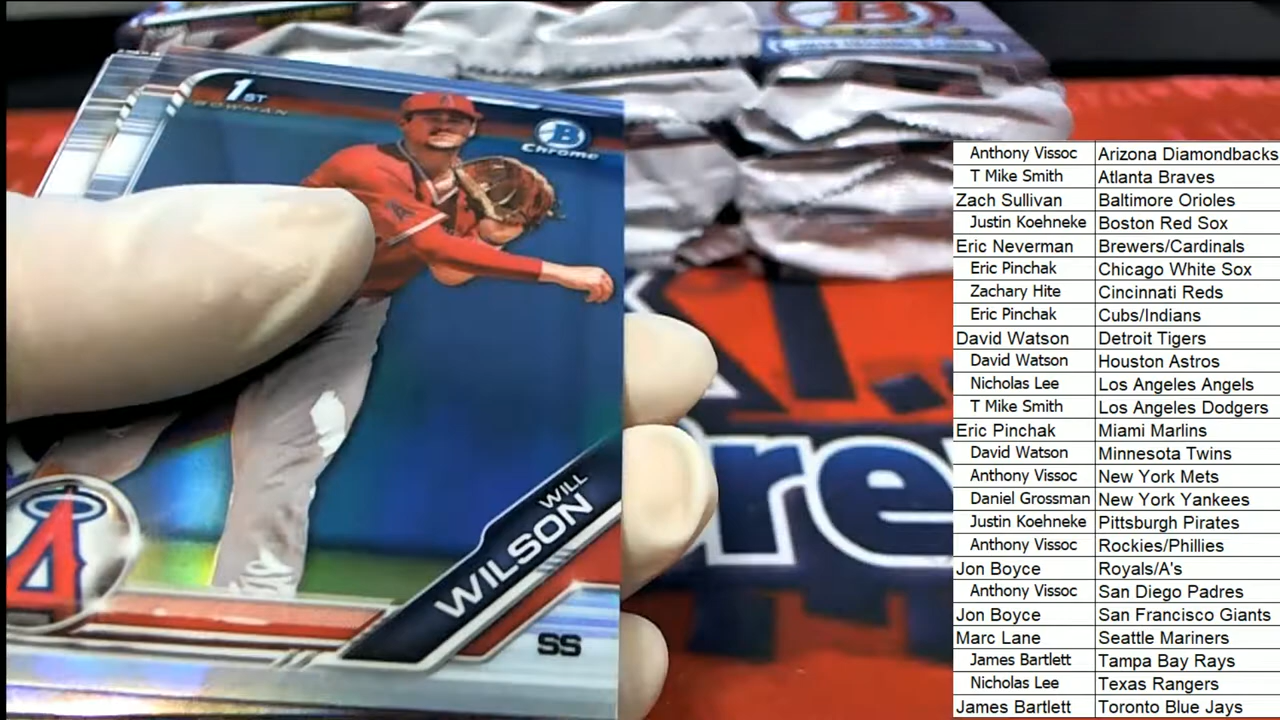 1ST
BOWMAN
B
Chrome
WILL
WILSON
SS
A
B
re
Anthony Vissoc Arizona Diamondbacks
T Mike Smith Atlanta Braves
Zach Sullivan Baltimore Orioles
Justin Koehneke Boston Red Sox
Eric Neverman Brewers/Cardinals
Eric Pinchak Chicago White Sox
Zachary Hite Cincinnati Reds
Eric Pinchak Cubs/Indians
David Watson Detroit Tigers
David Watson Houston Astros
Nicholas Lee Los Angeles Angels
T Mike Smith Los Angeles Dodgers
Eric Pinchak Miami Marlins
David Watson Minnesota Twins
Anthony Vissoc New York Mets
Daniel Grossman New York Yankees
Justin Koehneke Pittsburgh Pirates
Anthony Vissoc Rockies/Phillies
Jon Boyce Royals/A's
Anthony Vissoc San Diego Padres
Jon Boyce San Francisco Giants
Marc Lane Seattle Mariners
James Bartlett Tampa Bay Rays
Nicholas Lee Texas Rangers
James Bartlett Toronto Blue Jays